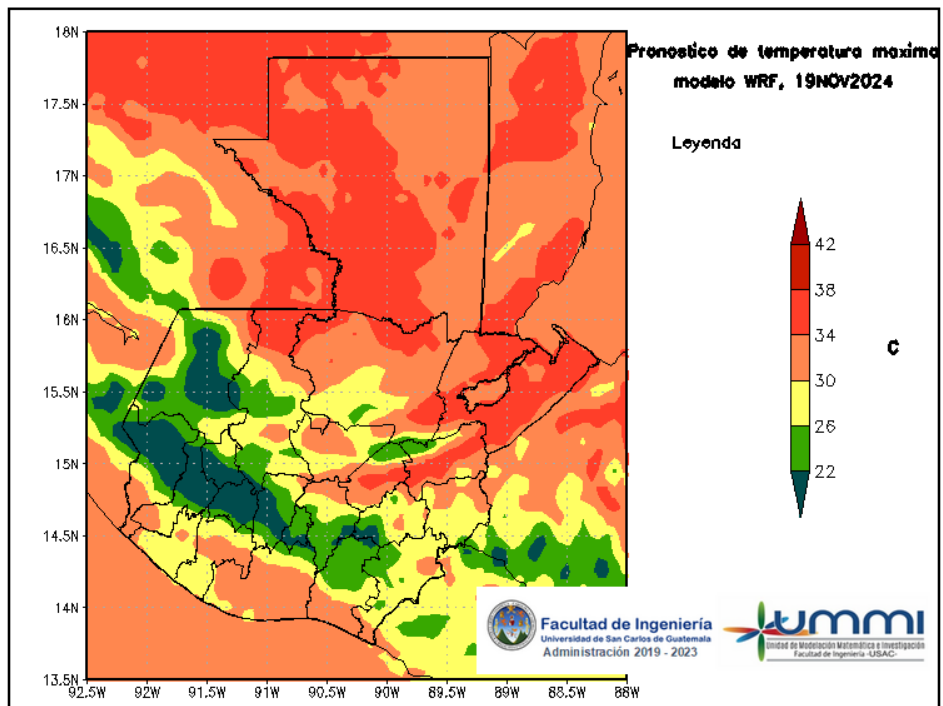 Pronostico de temperatura maxima
modelo WRF, 19NOV2024
Leyenda
18N
17.5N
17N
16.5N
16N
15.5N
15N
14.5N
14N
13.5N
92.5W 92W 91.5W 91W 90.5W 90W 89.5W 89W 88.5W 88W
42
38
34
30
26
22
C
Facultad de Ingeniería
Universidad de San Carlos de Guatemala
Administración 2019 - 2023
UMMI
Unidad de Modelación Matemática e Investigación
Facultad de Ingeniería -USAC-